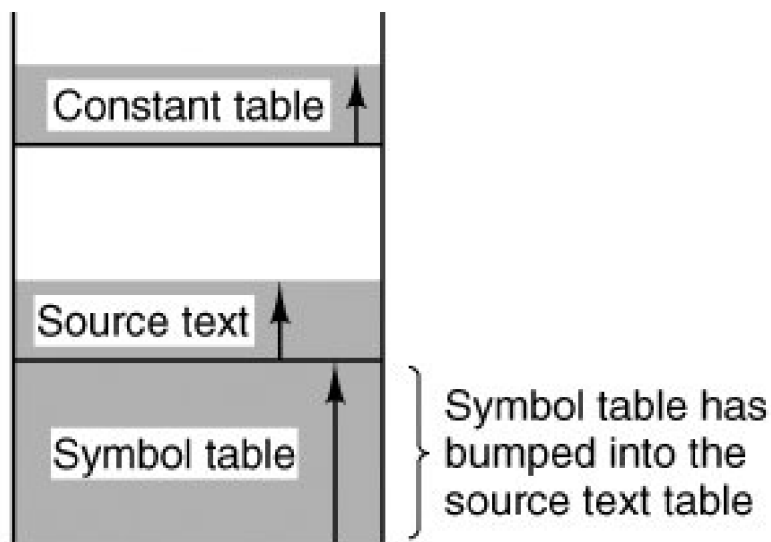 Constant table
Source text
Symbol table
Symbol table has
bumped into the
source text table